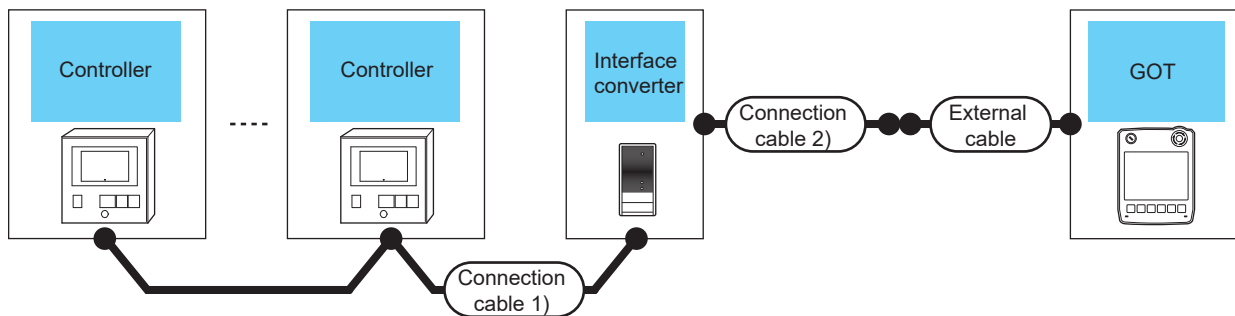 Controller
Controller
Interface
converter
GOT
Connection
cable 2)
External
cable
Connection
cable 1)